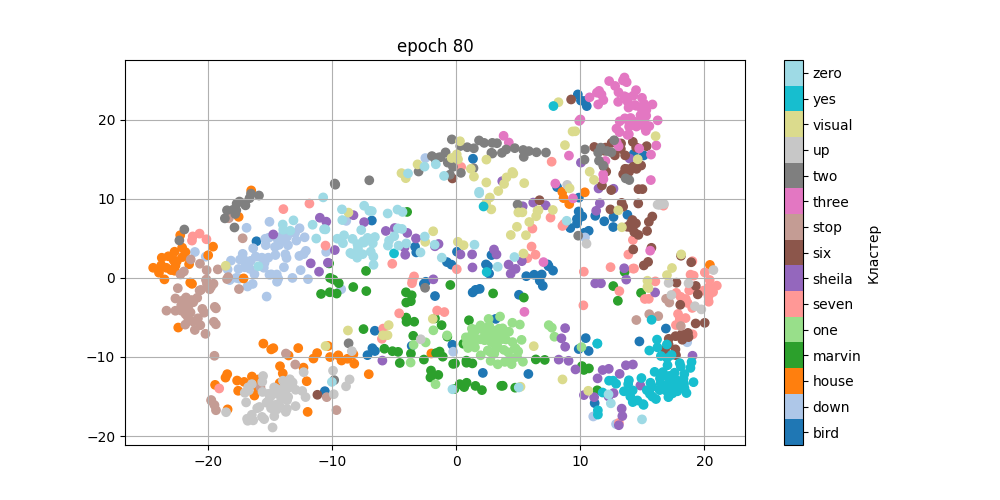 epoch 80
20
10
0
−10
−20
−20
−10
0
10
20
zero
yes
visual
up
two
three
stop
six
sheila
seven
one
marvin
house
down
bird
Кластер